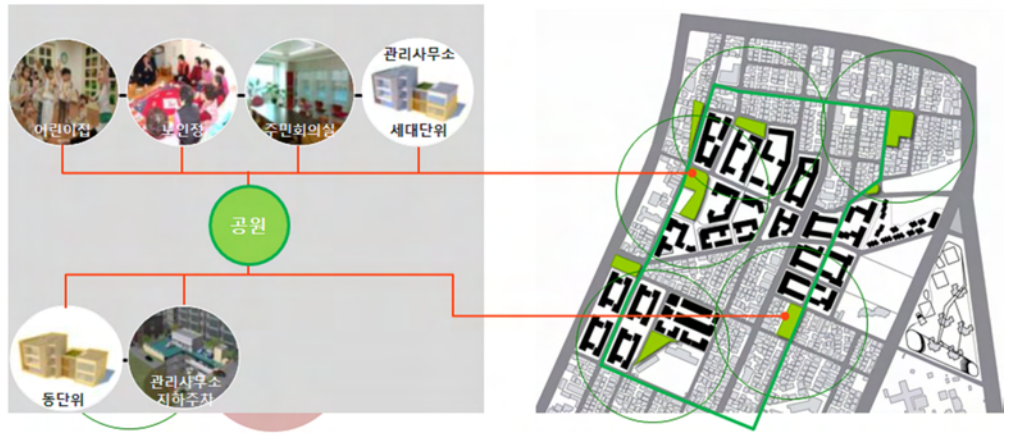 관리사무소
어린이집
노인정
주민회의실
세대단위
공원
관리사무소
동단위
지하주차